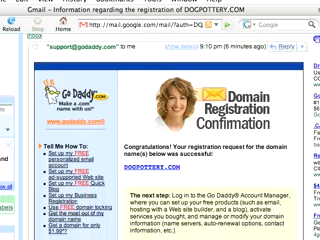 Gmail - Information regarding the registration of DOGPOTTERY.COM
Reload Stop Home http://mail.google.com/mail/?auth=DQ
Inbox
"support@godaddy.com" to me show details 9:10 pm (8 minutes ago) Reply
Go Daddy .COM
Make a .com
name with us!™
www.godaddy.com®
Domain
Registration
Confirmation
Tell Me How To:
Set up my FREE
personalized email
account
Set up my FREE
ad-supported Web site
Set up my FREE Quick
Blog
Set up my Business
Registration
Use FREE domain locking
Get the most out of my
domain name
Get a domain for only
$1.99*?
Congratulations! Your registration request for the domain
name(s) below was successful:
DOGPOTTERY.COM
The next step: Log in to the Go Daddy® Account Manager,
where you can set up your free products (such as email,
hosting with a Web site builder, and a blog), activate
services you bought, and manage or modify your domain
information (name servers, auto-renewal options, contact
information, etc.).